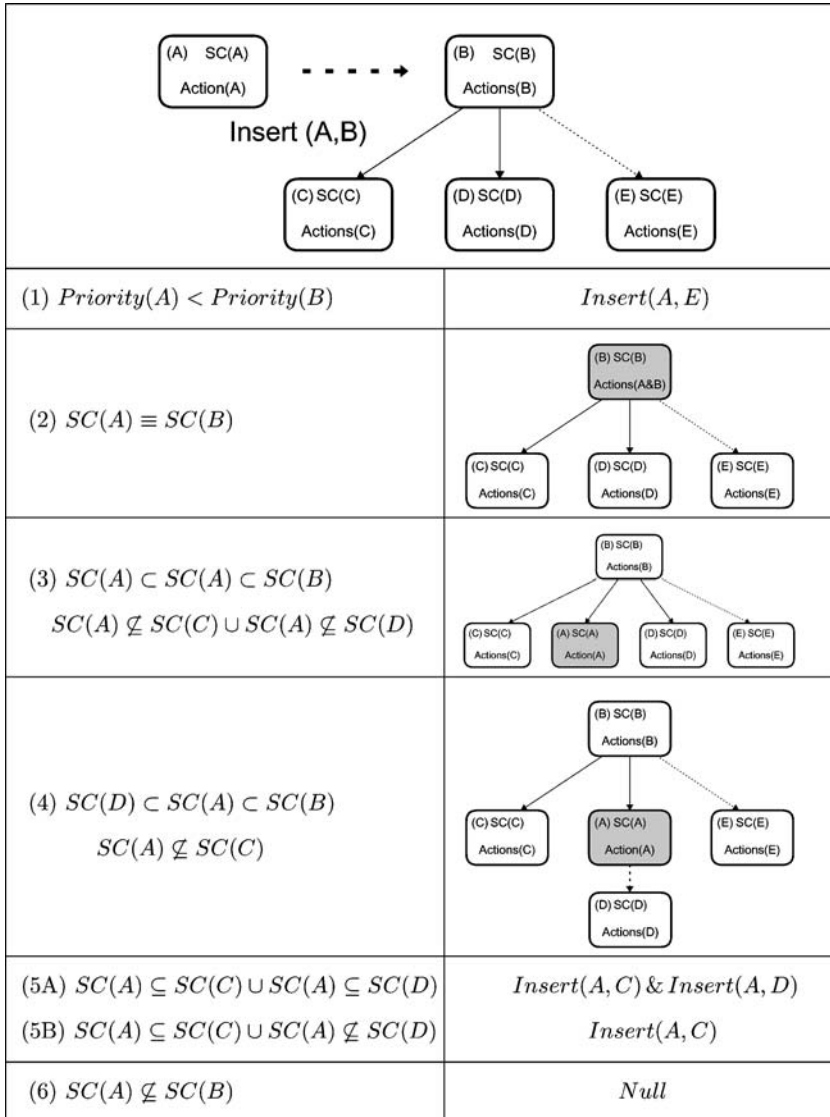 (A) SC(A)
Action(A)
(B) SC(B)
Actions(B)
Insert (A,B)
(C) SC(C)
Actions(C)
(D) SC(D)
Actions(D)
(E) SC(E)
Actions(E)
(1) Priority(A) < Priority(B)
Insert(A, E)
(2) SC(A) ≡ SC(B)
(B) SC(B)
Actions(A&B)
(C) SC(C)
Actions(C)
(D) SC(D)
Actions(D)
(E) SC(E)
Actions(E)
(3) SC(A) ⊂ SC(A) ⊂ SC(B)
SC(A) ⊈ SC(C) ∪ SC(A) ⊈ SC(D)
(B) SC(B)
Actions(B)
(C) SC(C)
Actions(C)
(A) SC(A)
Action(A)
(D) SC(D)
Actions(D)
(E) SC(E)
Actions(E)
(4) SC(D) ⊂ SC(A) ⊂ SC(B)
SC(A) ⊈ SC(C)
(B) SC(B)
Actions(B)
(C) SC(C)
Actions(C)
(A) SC(A)
Action(A)
(E) SC(E)
Actions(E)
(D) SC(D)
Actions(D)
(5A) SC(A) ⊆ SC(C) ∪ SC(A) ⊆ SC(D)
Insert(A, C) & Insert(A, D)
(5B) SC(A) ⊆ SC(C) ∪ SC(A) ⊈ SC(D)
Insert(A, C)
(6) SC(A) ⊈ SC(B)
Null